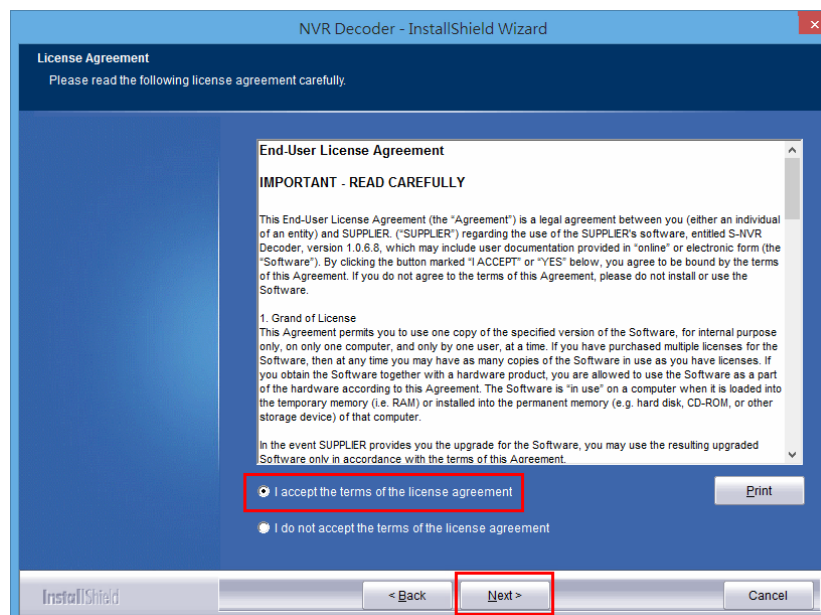 NVR Decoder - InstallShield Wizard
License Agreement
Please read the following license agreement carefully.
End-User License Agreement
IMPORTANT - READ CAREFULLY
This End-User License Agreement (the “Agreement”) is a legal agreement between you (either an individual
of an entity) and SUPPLIER. (“SUPPLIER”) regarding the use of the SUPPLIER's software, entitled S-NVR
Decoder, version 1.0.6.8, which may include user documentation provided in “online” or electronic form (the
“Software”). By clicking the button marked “I ACCEPT” or “YES” below, you agree to be bound by the terms
of this Agreement. If you do not agree to the terms of this Agreement, please do not install or use the
Software.
1. Grand of License
This Agreement permits you to use one copy of the specified version of the Software, for internal purpose
only, on only one computer, and only by one user, at a time. If you have purchased multiple licenses for the
Software, then at any time you may have as many copies of the Software in use as you have licenses. If
you obtain the Software together with a hardware product, you are allowed to use the Software as a part
of the hardware according to this Agreement. The Software is “in use” on a computer when it is loaded into
the temporary memory (i.e. RAM) or installed into the permanent memory (e.g. hard disk, CD-ROM, or other
storage device) of that computer.
In the event SUPPLIER provides you the upgrade for the Software, you may use the resulting upgraded
Software only in accordance with the terms of this Agreement.
I accept the terms of the license agreement
Print
I do not accept the terms of the license agreement
InstallShield
< Back
Next >
Cancel